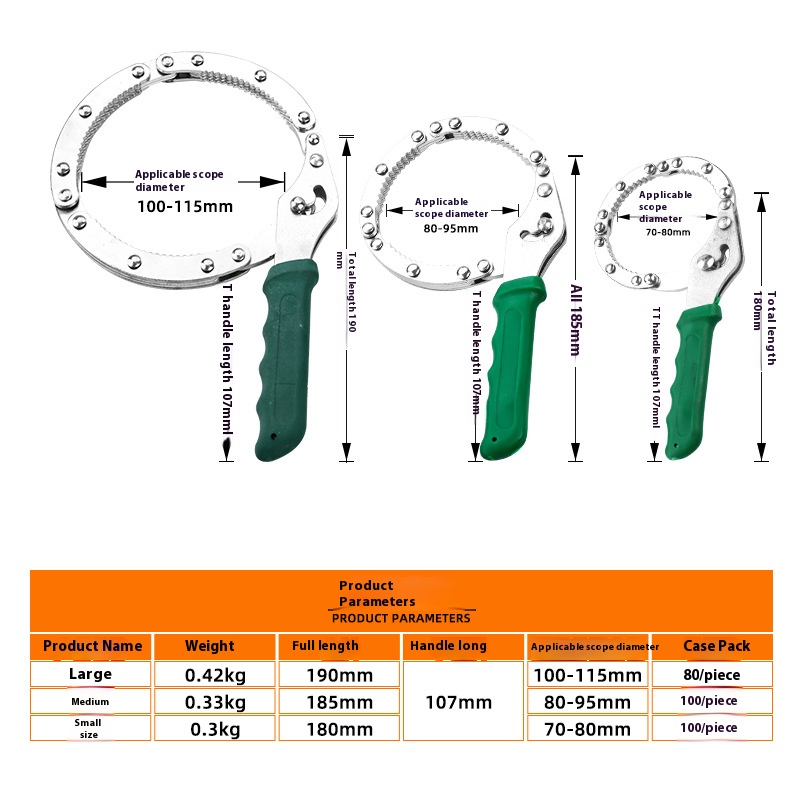 Applicable scope
diameter
100-115mm
T handle length 107mml
Total length 190
mm
Applicable
scope diameter
80-95mm
T handle length 107mm
All 185mm
Applicable
scope
diameter
70-80mm
TT handle length 107ml
Total length
180mm
Product
Parameters
PRODUCT PARAMETERS
Product Name Weight Full length Handle long Applicable scope diameter Case Pack
Large 0.42kg 190mm 107mm 100-115mm 80/piece
Medium 0.33kg 185mm 80-95mm 100/piece
Small
size
0.3kg 180mm 70-80mm 100/piece